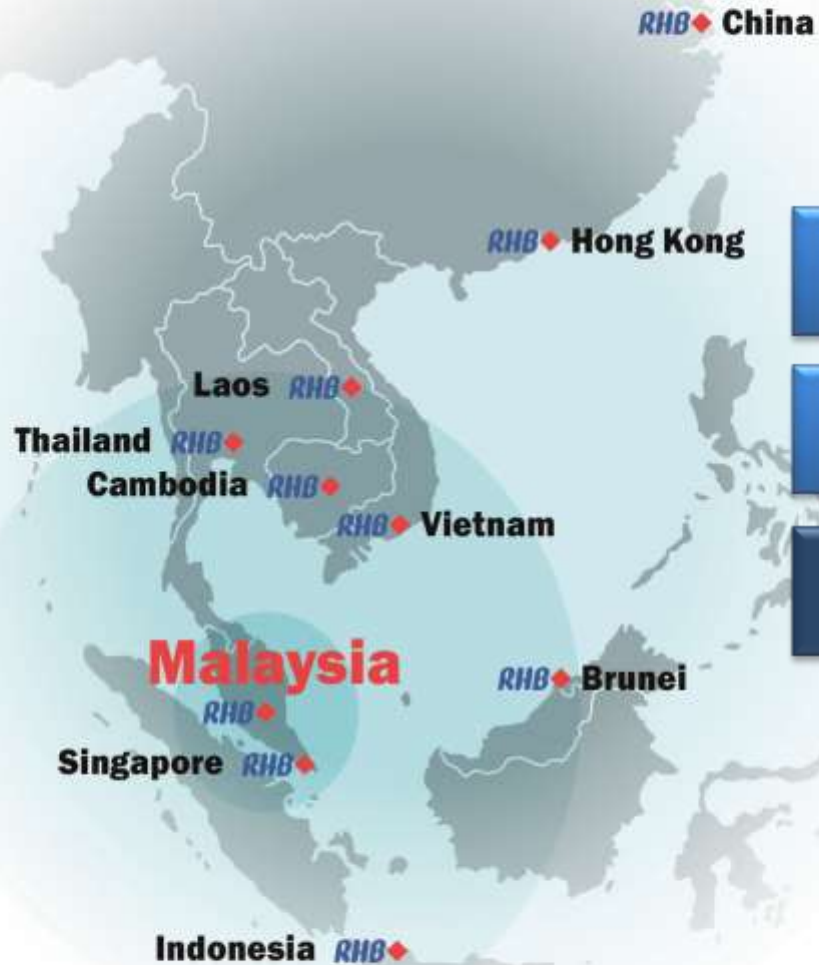 RHB China
RHB Hong Kong
Laos RHB
Thailand RHB
Cambodia RHB
RHB Vietnam
Malaysia
RHB
RHB Brunei
Singapore RHB
Indonesia RHB